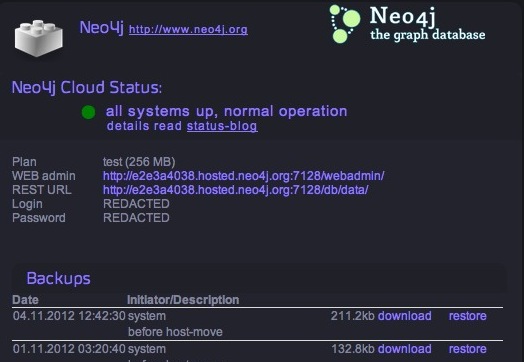 Neo4j http://www.neo4j.org
Neo4j
the graph database
Neo4j Cloud Status:
all systems up, normal operation
details read status-blog
Plan test (256 MB)
WEB admin http://e2e3a4038.hosted.neo4j.org:7128/webadmin/
REST URL http://e2e3a4038.hosted.neo4j.org:7128/db/data/
Login REDACTED
Password REDACTED
Backups
Date Initiator/Description
04.11.2012 12:42:30 system 211.2kb download restore
before host-move
01.11.2012 03:20:40 system 132.8kb download restore